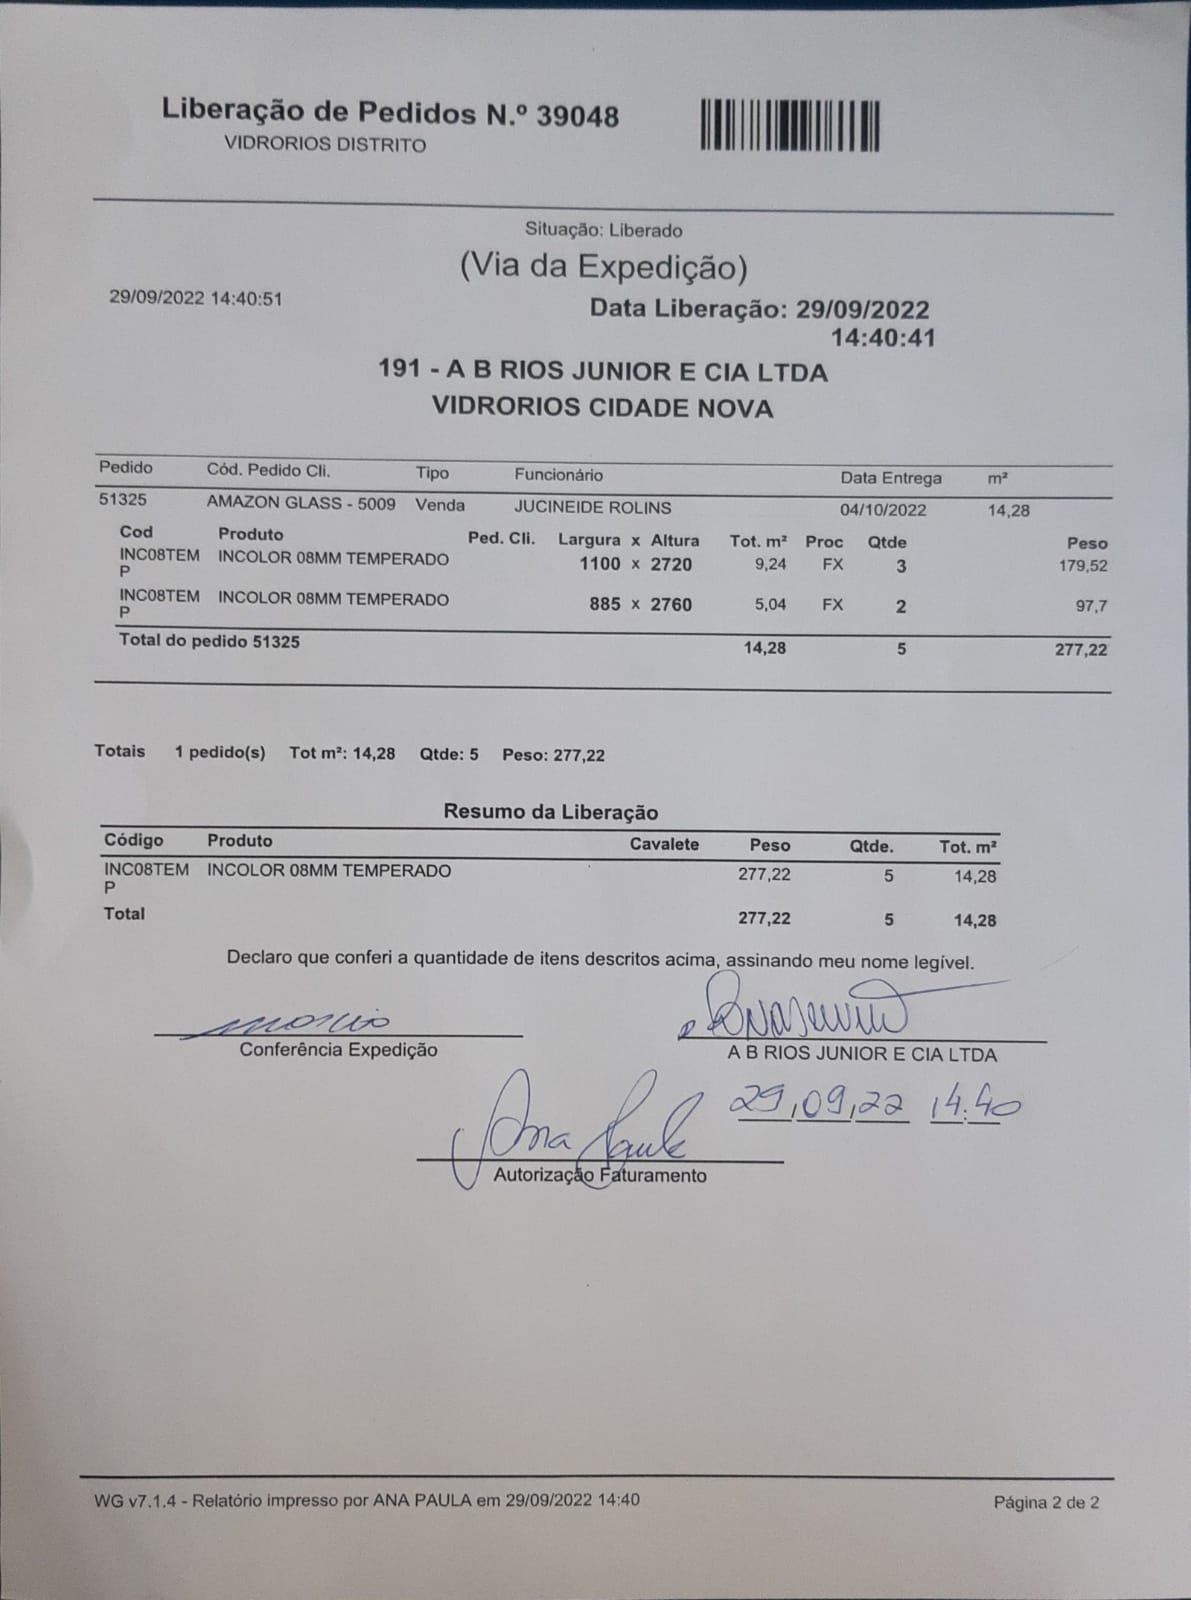 Liberação de Pedidos N.º 39048
VIDRORIOS DISTRITO
Situação: Liberado
(Via da Expedição)
29/09/2022 14:40:51
Data Liberação: 29/09/2022
14:40:41
191 - A B RIOS JUNIOR E CIA LTDA
VIDRORIOS CIDADE NOVA
Pedido Cód. Pedido Cli. Tipo Funcionário Data Entrega m²
51325 AMAZON GLASS - 5009 Venda JUCINEIDE ROLINS 04/10/2022 14,28
Cod Produto Ped. Cli. Largura x Altura Tot. m² Proc Qtde Peso
INC08TEM INCOLOR 08MM TEMPERADO 1100 x 2720 9,24 FX 3 179,52
P
INC08TEM INCOLOR 08MM TEMPERADO 885 x 2760 5,04 FX 2 97,7
P
Total do pedido 51325 14,28 5 277,22
Totais 1 pedido(s) Tot m²: 14,28 Qtde: 5 Peso: 277,22
Resumo da Liberação
Código Produto Cavalete Peso Qtde. Tot. m²
INC08TEM INCOLOR 08MM TEMPERADO 277,22 5 14,28
P
Total 277,22 5 14,28
Declaro que conferi a quantidade de itens descritos acima, assinando meu nome legível.
Conferência Expedição
A B RIOS JUNIOR E CIA LTDA
29,09,22 14:40
Ana Paula
Autorização Faturamento
WG v7.1.4 - Relatório impresso por ANA PAULA em 29/09/2022 14:40
Página 2 de 2